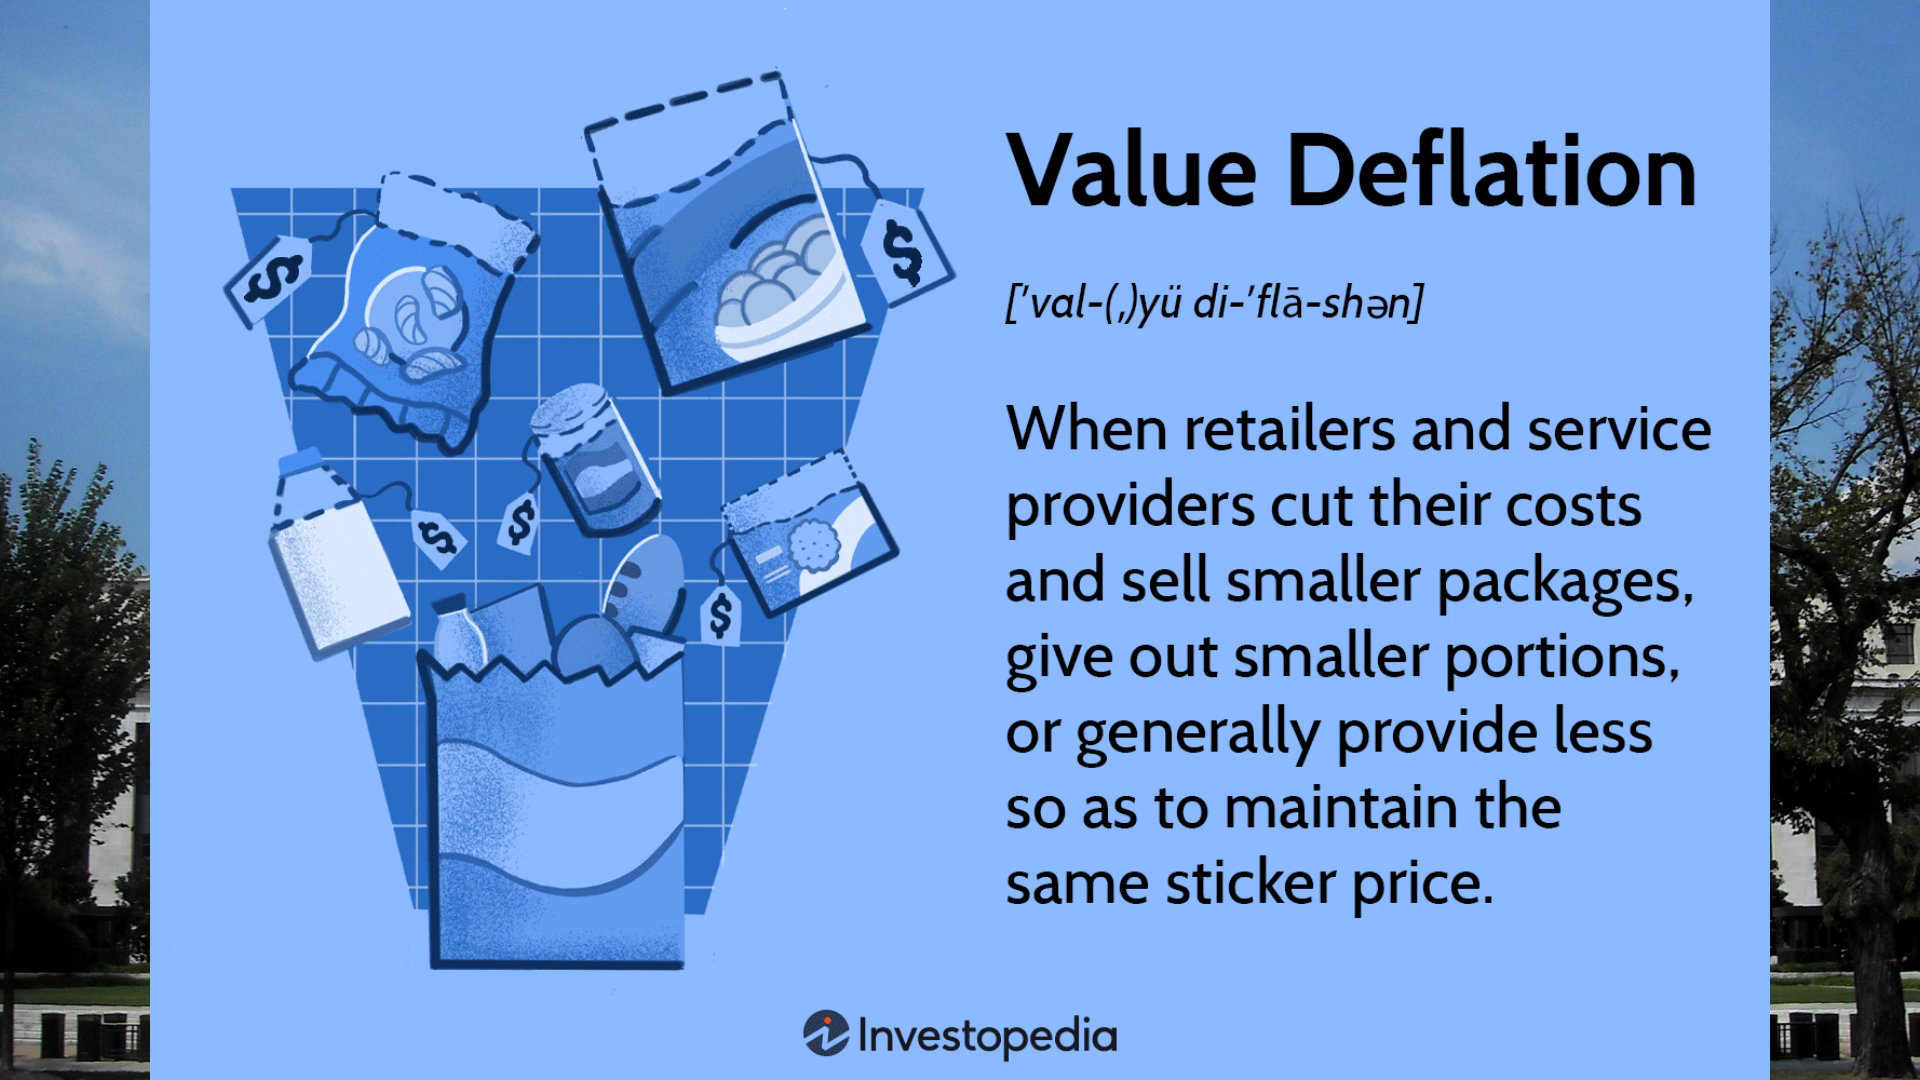 Value Deflation
['val-(,)yü di-'flā-shən]
When retailers and service
providers cut their costs
and sell smaller packages,
give out smaller portions,
or generally provide less
so as to maintain the
same sticker price.
$
$
$
$
$
Investopedia